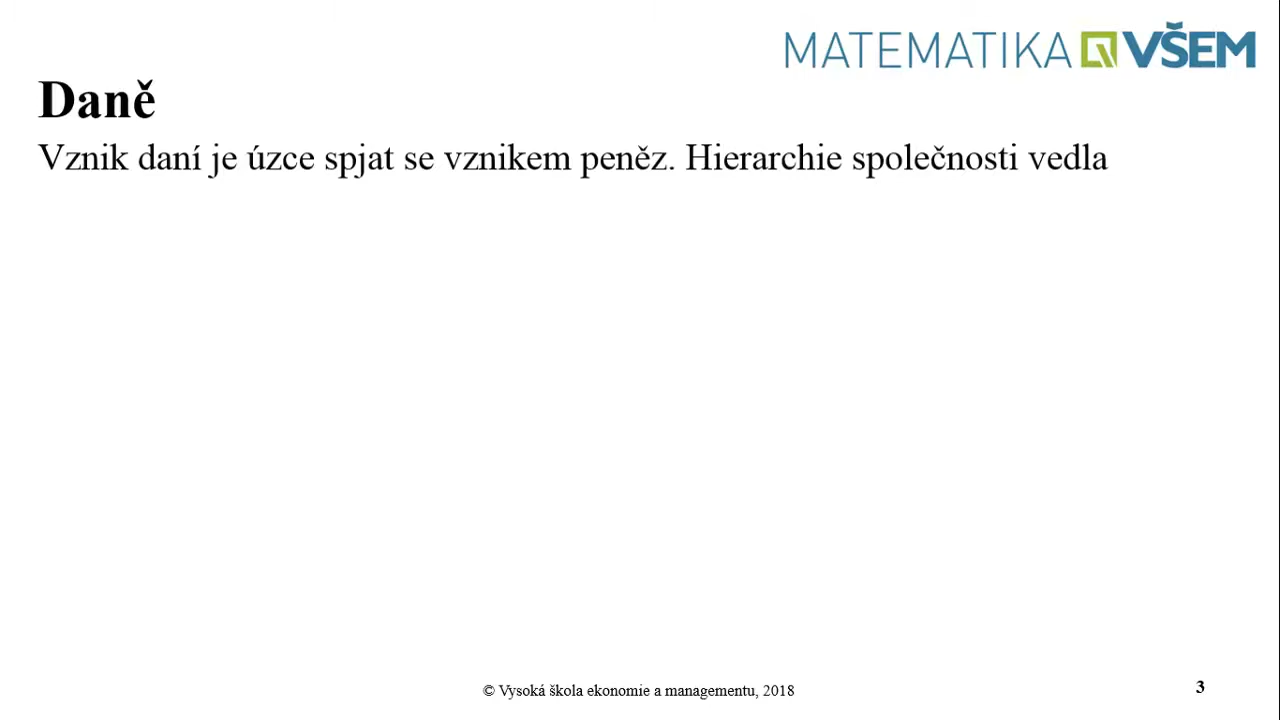 MATEMATIKA VŠEM
Daně
Vznik daní je úzce spjat se vznikem peněz. Hierarchie společnosti vedla
© Vysoká škola ekonomie a managementu, 2018
3